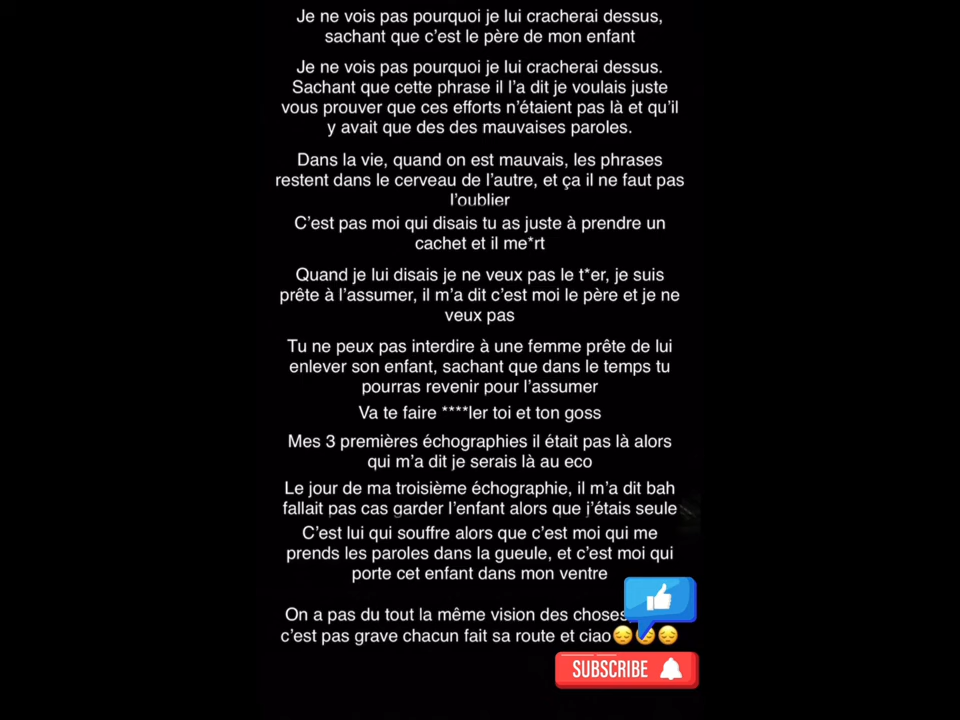 Je ne vois pas pourquoi je lui cracherai dessus,
sachant que c'est le père de mon enfant
Je ne vois pas pourquoi je lui cracherai dessus.
Sachant que cette phrase il l'a dit je voulais juste
vous prouver que ces efforts n'étaient pas là et qu'il
y avait que des des mauvaises paroles.
Dans la vie, quand on est mauvais, les phrases
restent dans le cerveau de l'autre, et ça il ne faut pas
l'oublier
C'est pas moi qui disais tu as juste à prendre un
cachet et il me*rt
Quand je lui disais je ne veux pas le t*er, je suis
prête à l'assumer, il m'a dit c'est moi le père et je ne
veux pas
Tu ne peux pas interdire à une femme prête de lui
enlever son enfant, sachant que dans le temps tu
pourras revenir pour l'assumer
Va te faire ****ler toi et ton goss
Mes 3 premières échographies il était pas là alors
qui m'a dit je serais là au eco
Le jour de ma troisième échographie, il m'a dit bah
fallait pas cas garder l'enfant alors que j'étais seule
C'est lui qui souffre alors que c'est moi qui me
prends les paroles dans la gueule, et c'est moi qui
porte cet enfant dans mon ventre
On a pas du tout la même vision des choses
c'est pas grave chacun fait sa route et ciao😔😔😔
SUBSCRIBE